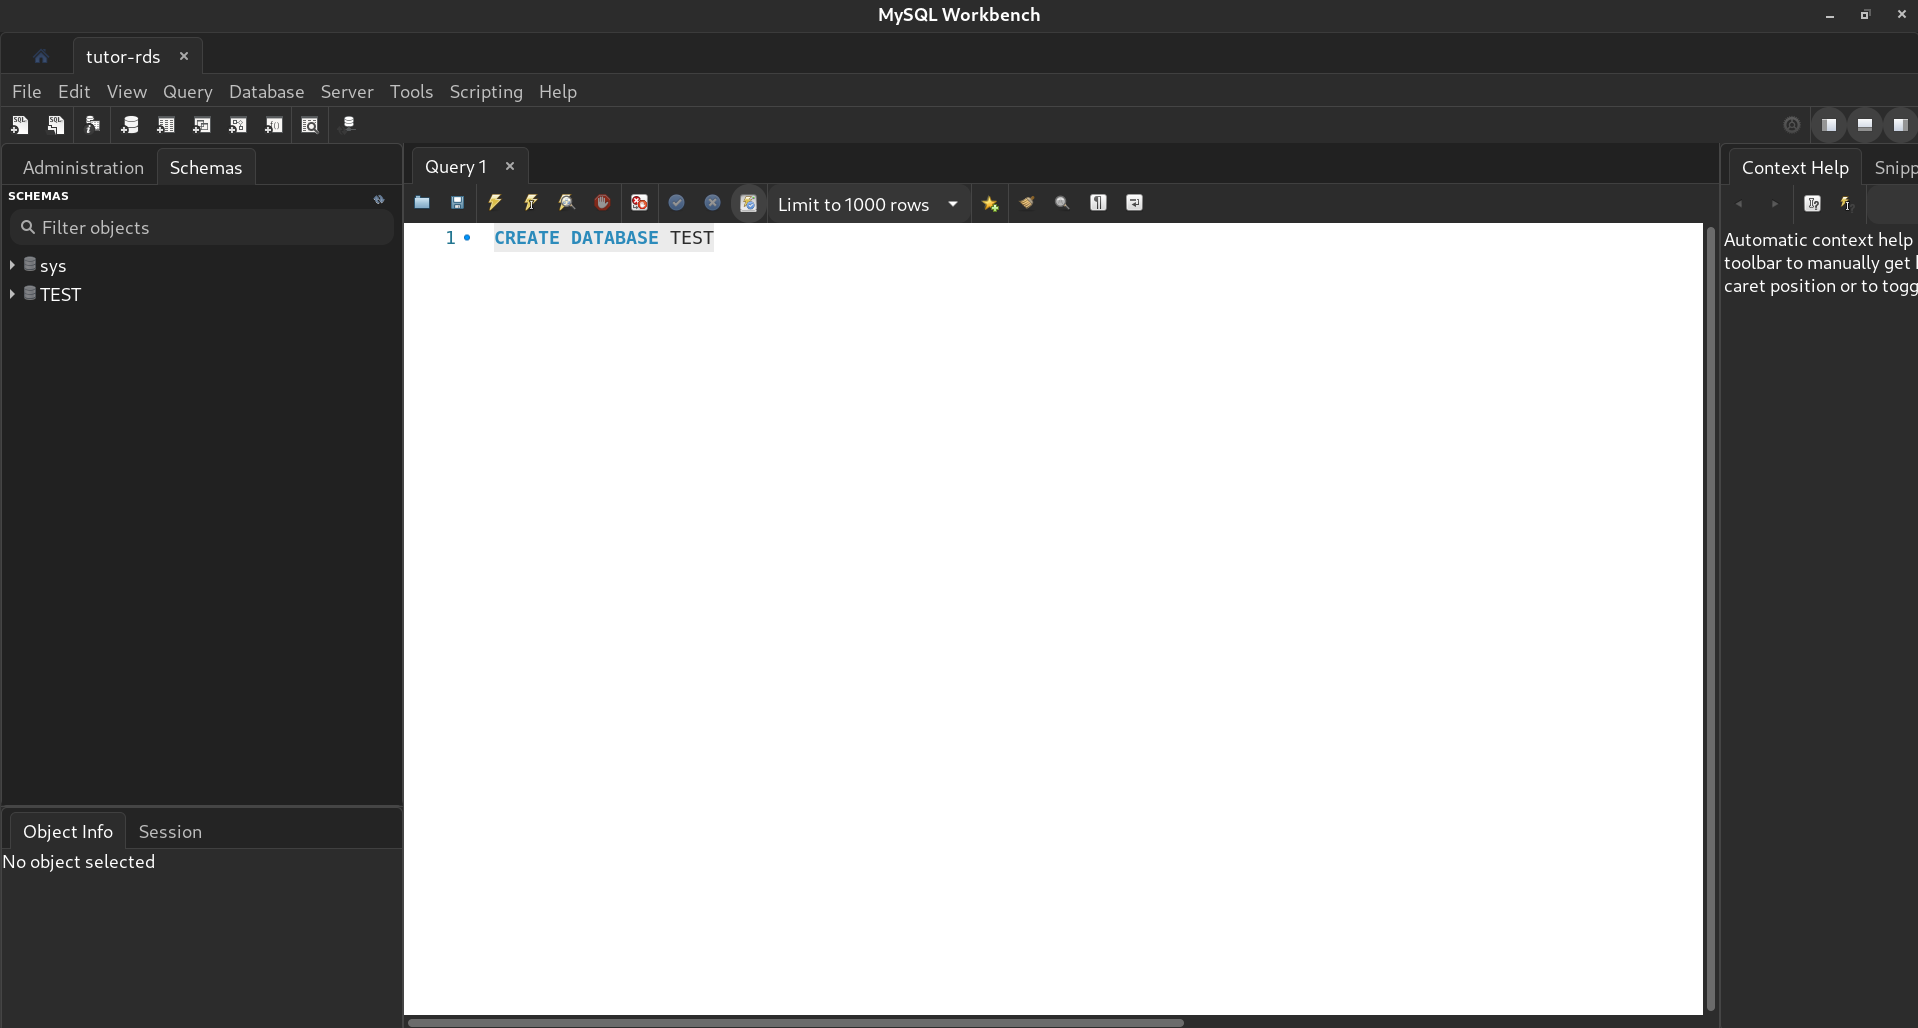 MySQL Workbench
tutor-rds
File Edit View Query Database Server Tools Scripting Help
Administration Schemas
SCHEMAS
Filter objects
sys
TEST
Object Info Session
No object selected
Query 1
Limit to 1000 rows
1 CREATE DATABASE TEST
Context Help Snipp
Automatic context help
toolbar to manually get
caret position or to togg